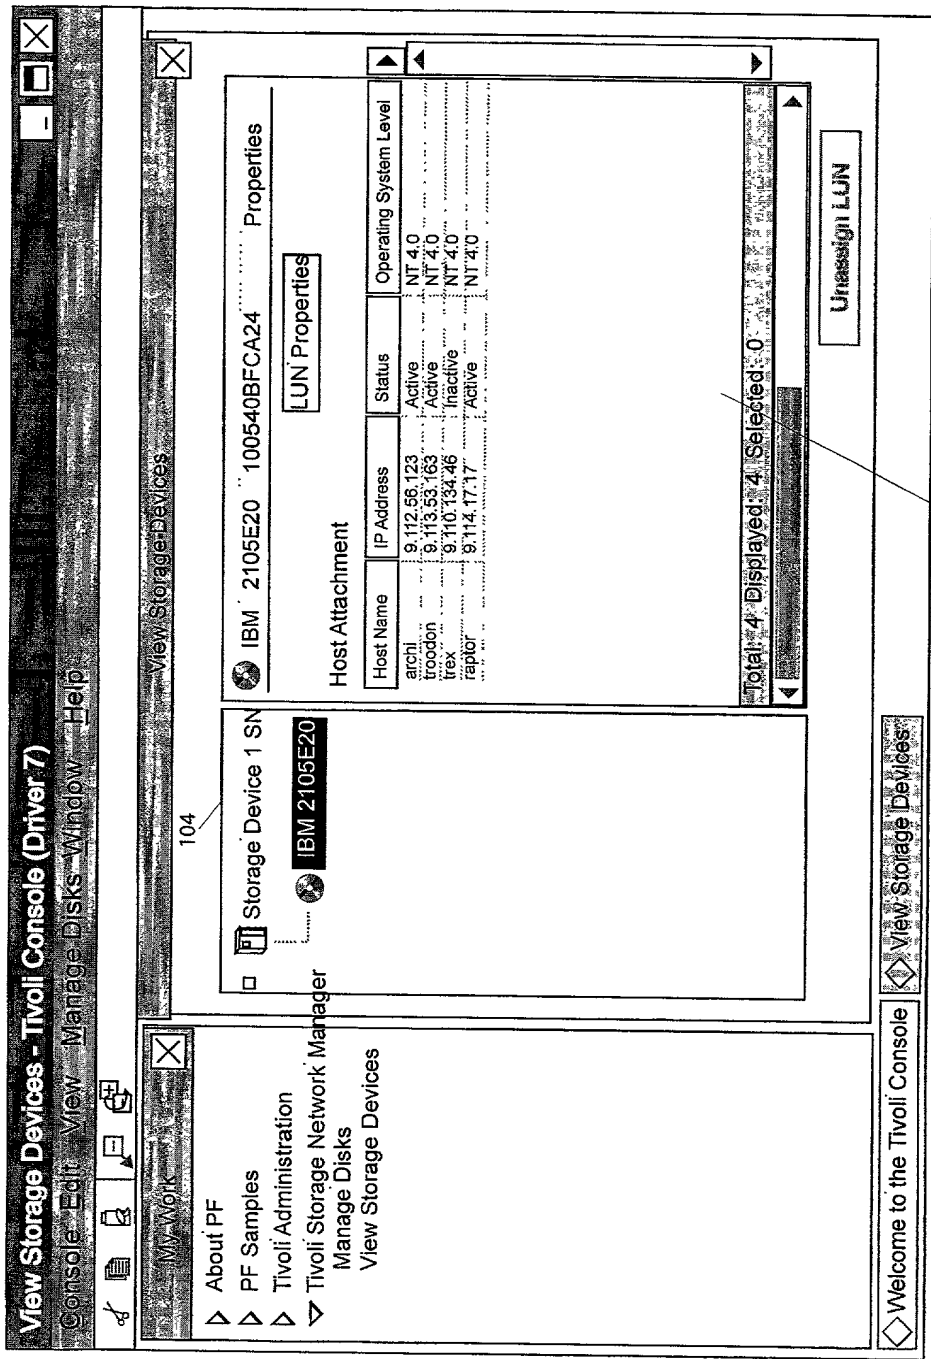 View Storage Devices - Tivoli Console (Driver 7)
Console Edit View Manage Disks Window Help
My Work
About PF
PF Samples
Tivoli Administration
Tivoli Storage Network Manager
Manage Disks
View Storage Devices
View Storage Devices
104
Storage Device 1 SN
IBM 2105E20
IBM 2105E20 100540BFCA24 Properties
LUN Properties
Host Attachment
Host Name IP Address Status Operating System Level
archi 9.112.56.123 Active NT 4.0
troodon 9.113.53.163 Active NT 4.0
trex 9.110.134.46 Inactive NT 4.0
raptor 9.114.17.17 Active NT 4.0
Total: 4 Displayed: 4 Selected: 0
Unassign LUN
Welcome to the Tivoli Console
View Storage Devices